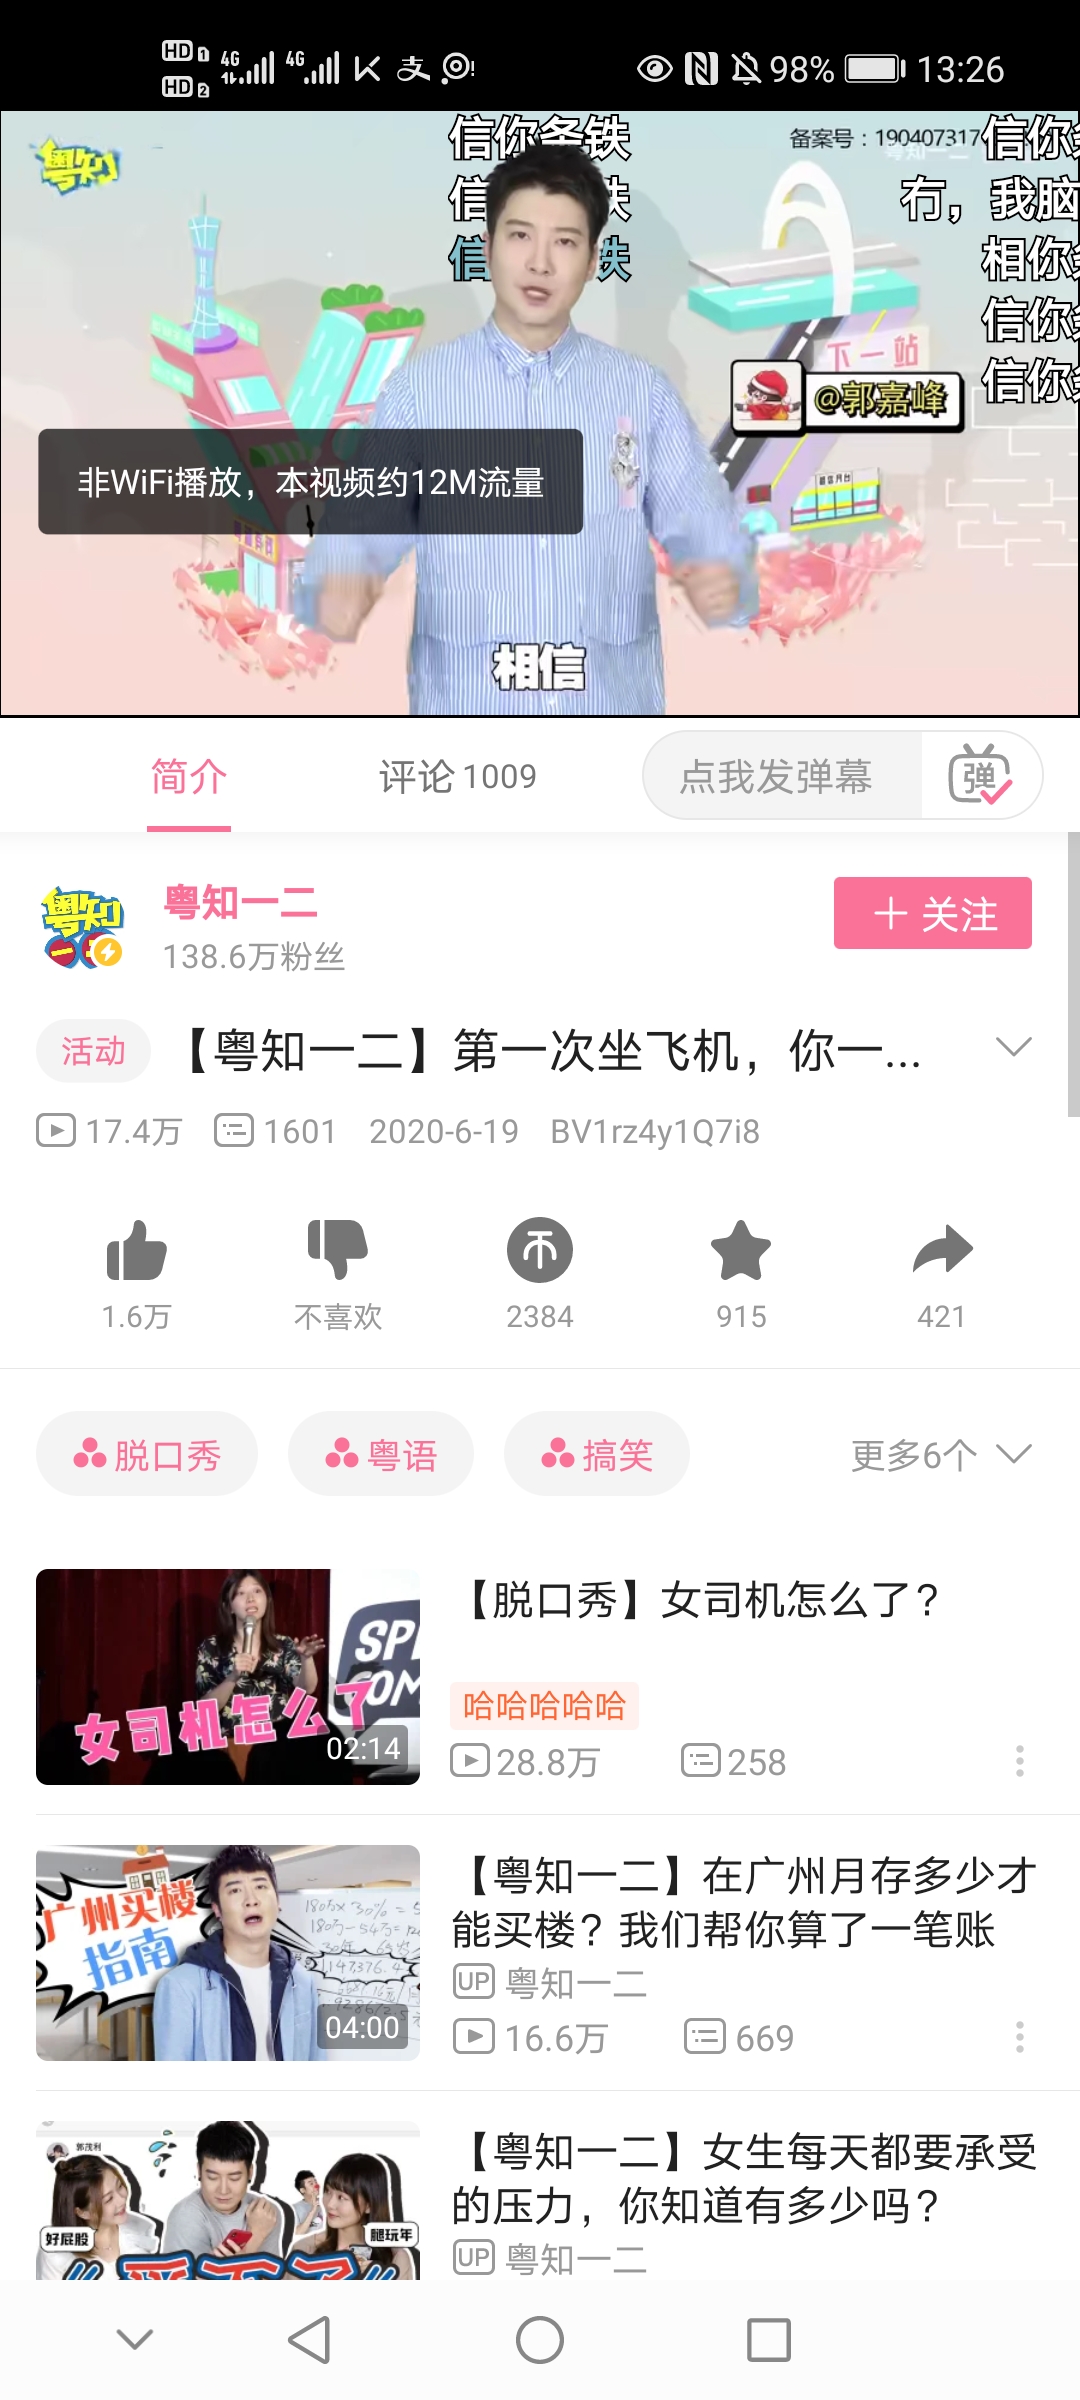 HD 1 4G 4G 98% 13:26
HD 2
粤知
备案号：190407317
信你条铁
冇，我脑
相你
信你
信你
下一站
@郭嘉峰
非WiFi播放，本视频约12M流量
相信
简介 评论 1009 点我发弹幕 弹
粤知一二
138.6万粉丝
＋ 关注
活动 【粤知一二】第一次坐飞机，你一...
17.4万 1601 2020-6-19 BV1rz4y1Q7i8
1.6万 不喜欢 2384 915 421
脱口秀 粤语 搞笑 更多6个
女司机怎么了
02:14
【脱口秀】女司机怎么了？
哈哈哈哈哈
28.8万 258
广州买楼
指南
04:00
【粤知一二】在广州月存多少才
能买楼？我们帮你算了一笔账
UP 粤知一二
16.6万 669
郭茂利
好屁股
腿玩年
【粤知一二】女生每天都要承受
的压力，你知道有多少吗？
UP 粤知一二